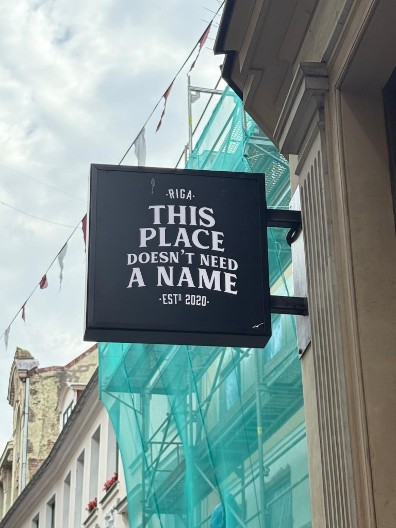 ·RIGA·
THIS
PLACE
DOESN'T NEED
A NAME
·ESTD 2020·